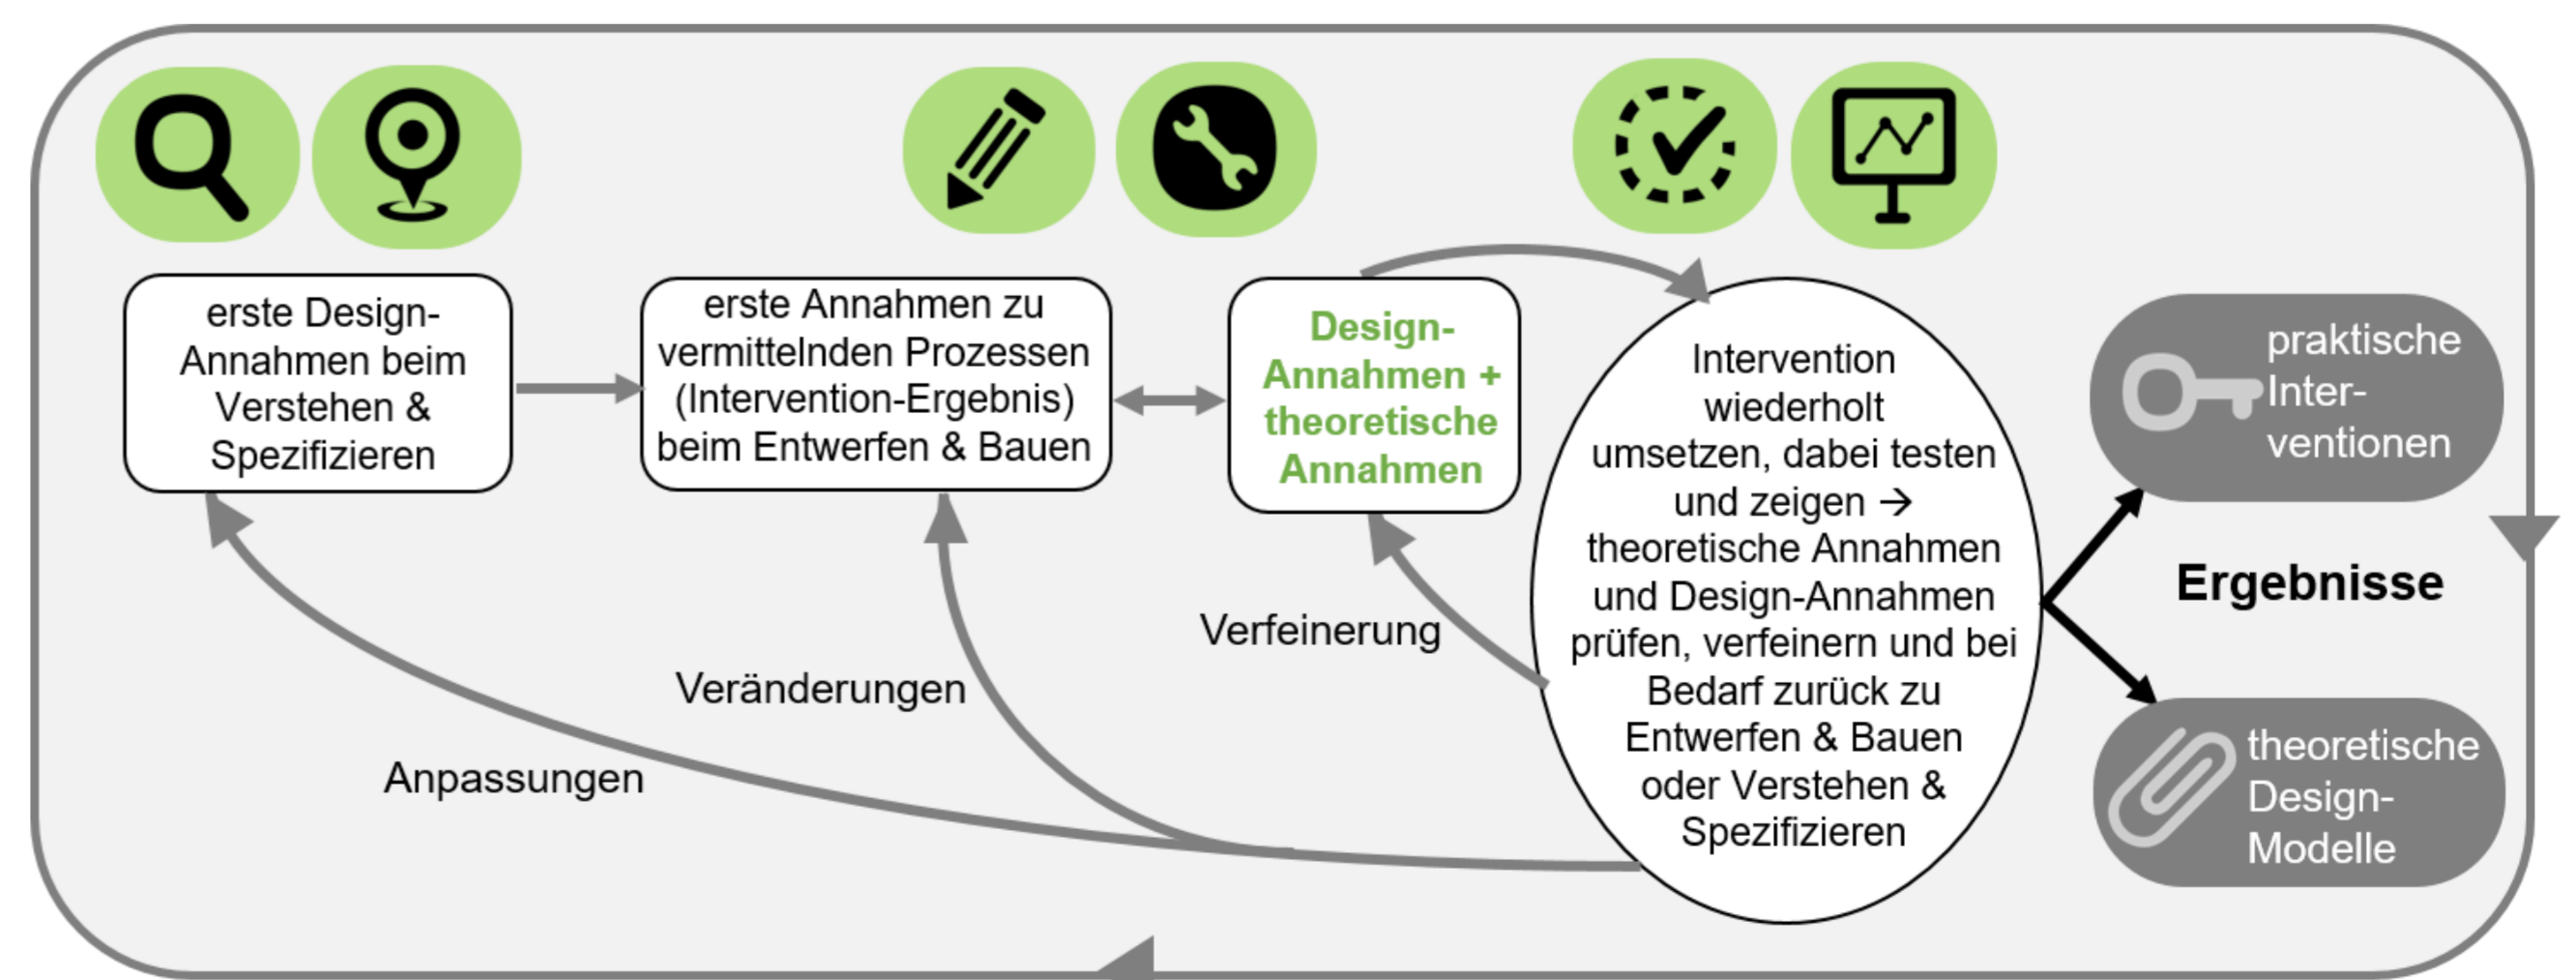 erste Design-
Annahmen beim
Verstehen &
Spezifizieren
erste Annahmen zu
vermittelnden Prozessen
(Intervention-Ergebnis)
beim Entwerfen & Bauen
Design-
Annahmen +
theoretische
Annahmen
Intervention
wiederholt
umsetzen, dabei testen
und zeigen →
theoretische Annahmen
und Design-Annahmen
prüfen, verfeinern und bei
Bedarf zurück zu
Entwerfen & Bauen
oder Verstehen &
Spezifizieren
praktische
Inter-
ventionen
Ergebnisse
theoretische
Design-
Modelle
Verfeinerung
Veränderungen
Anpassungen